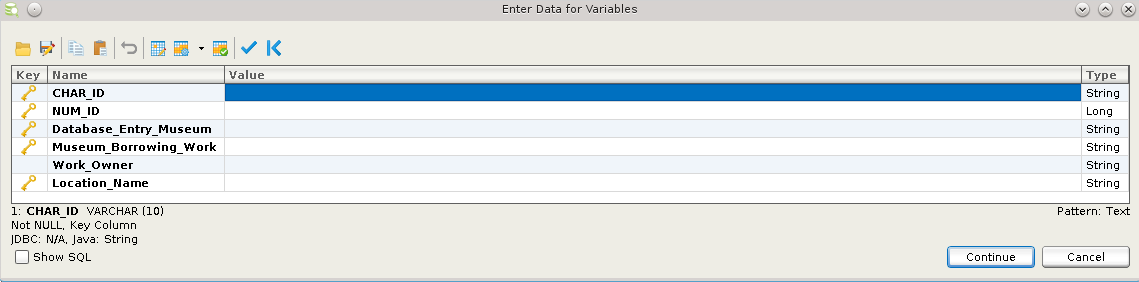 Enter Data for Variables
Key Name Value Type
CHAR_ID String
NUM_ID Long
Database_Entry_Museum String
Museum_Borrowing_Work String
Work_Owner String
Location_Name String
1: CHAR_ID VARCHAR (10) Pattern: Text
Not NULL, Key Column
JDBC: N/A, Java: String
Show SQL Continue Cancel